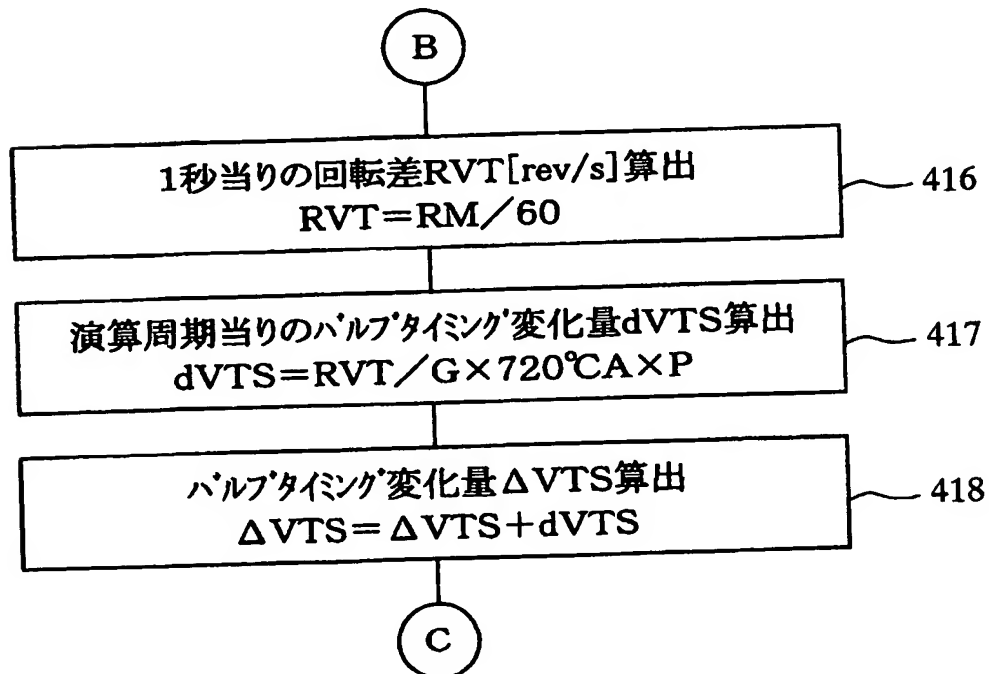 B
1秒当りの回転差RVT[rev/s]算出
RVT=RM/60
416
演算周期当りのバルブタイミング変化量dVTS算出
dVTS=RVT/G×720℃A×P
417
バルブタイミング変化量ΔVTS算出
ΔVTS=ΔVTS+dVTS
418
C